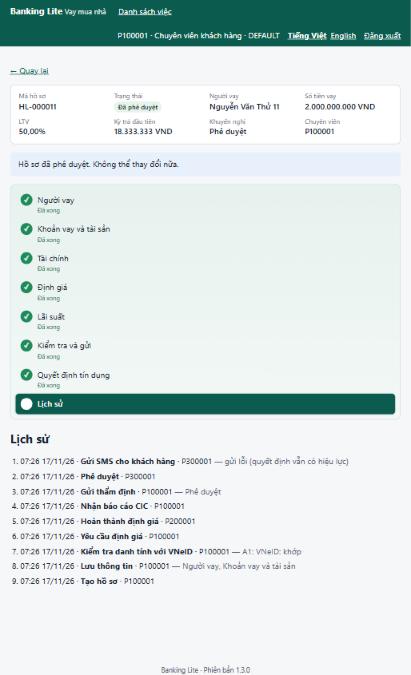 Banking Lite Vay mua nhà Danh sách việc
P100001 · Chuyên viên khách hàng · DEFAULT Tiếng Việt English Đăng xuất
← Quay lại
Mã hồ sơ Trạng thái Người vay Số tiền vay
HL-000011 Đã phê duyệt Nguyễn Văn Thử 11 2.000.000.000 VND
LTV Kỳ trả đầu tiên Khuyến nghị Chuyên viên
50,00% 18.333.333 VND Phê duyệt P100001
Hồ sơ đã phê duyệt. Không thể thay đổi nữa.
Người vay
Đã xong
Khoản vay và tài sản
Đã xong
Tài chính
Đã xong
Định giá
Đã xong
Lãi suất
Đã xong
Kiểm tra và gửi
Đã xong
Quyết định tín dụng
Đã xong
Lịch sử
Lịch sử
1. 07:26 17/11/26 · Gửi SMS cho khách hàng · P300001 — gửi lỗi (quyết định vẫn có hiệu lực)
2. 07:26 17/11/26 · Phê duyệt · P300001
3. 07:26 17/11/26 · Gửi thẩm định · P100001 — Phê duyệt
4. 07:26 17/11/26 · Nhận báo cáo CIC · P100001
5. 07:26 17/11/26 · Hoàn thành định giá · P200001
6. 07:26 17/11/26 · Yêu cầu định giá · P100001
7. 07:26 17/11/26 · Kiểm tra danh tính với VNeID · P100001 — A1: VNeID: khớp
8. 07:26 17/11/26 · Lưu thông tin · P100001 — Người vay, Khoản vay và tài sản
9. 07:26 17/11/26 · Tạo hồ sơ · P100001
Banking Lite · Phiên bản 1.3.0